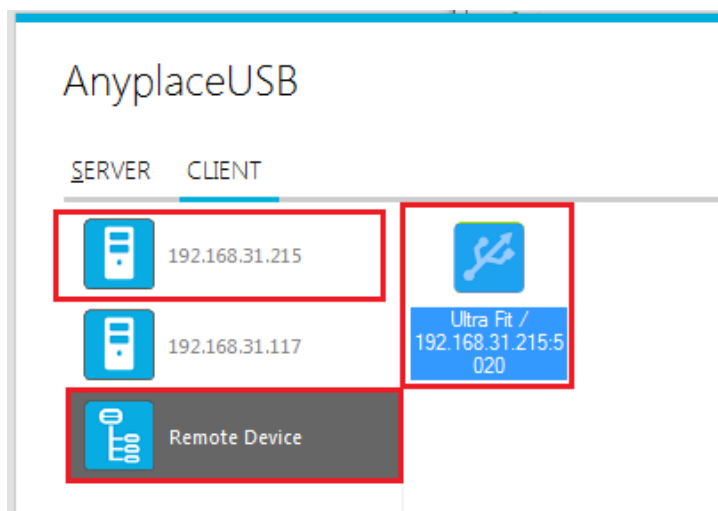 AnyplaceUSB
SERVER CLIENT
192.168.31.215
192.168.31.117
Remote Device
Ultra Fit /
192.168.31.215:5
020